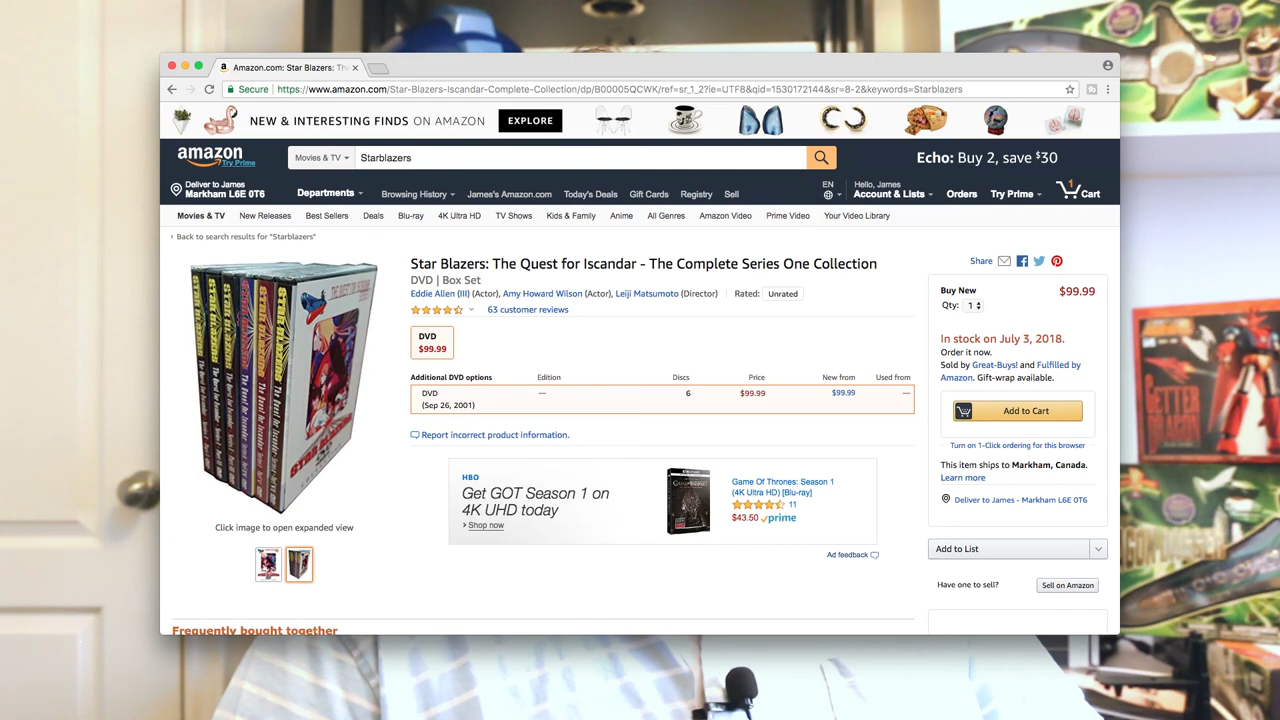 Amazon.com: Star Blazers: Th
Secure | https://www.amazon.com/Star-Blazers-Iscandar-Complete-Collection/dp/B00005QCWK/ref=sr_1_2?ie=UTF8&qid=1530172144&sr=8-2&keywords=Starblazers
NEW & INTERESTING FINDS ON AMAZON EXPLORE
amazon Try Prime
Movies & TV Starblazers
Echo: Buy 2, save $30
Deliver to James
Markham L6E 0T6
Departments Browsing History James's Amazon.com Today's Deals Gift Cards Registry Sell
EN Hello, James
Account & Lists Orders Try Prime 1 Cart
Movies & TV New Releases Best Sellers Deals Blu-ray 4K Ultra HD TV Shows Kids & Family Anime All Genres Amazon Video Prime Video Your Video Library
‹ Back to search results for "Starblazers"
STAR BLAZERS
Click image to open expanded view
Star Blazers: The Quest for Iscandar - The Complete Series One Collection
DVD | Box Set
Eddie Allen (III) (Actor), Amy Howard Wilson (Actor), Leiji Matsumoto (Director) | Rated: Unrated
63 customer reviews
DVD
$99.99
Additional DVD options Edition Discs Price New from Used from
DVD — 6 $99.99 $99.99 —
(Sep 26, 2001)
Report incorrect product information.
HBO
Get GOT Season 1 on
4K UHD today
› Shop now
Game Of Thrones: Season 1
(4K Ultra HD) [Blu-ray]
11
$43.50 prime
Ad feedback
Share
Buy New $99.99
Qty: 1
In stock on July 3, 2018.
Order it now.
Sold by Great-Buys! and Fulfilled by
Amazon. Gift-wrap available.
Add to Cart
Turn on 1-Click ordering for this browser
This item ships to Markham, Canada.
Learn more
Deliver to James - Markham L6E 0T6
Add to List
Have one to sell? Sell on Amazon
Frequently bought together
GETTER
DRAGON